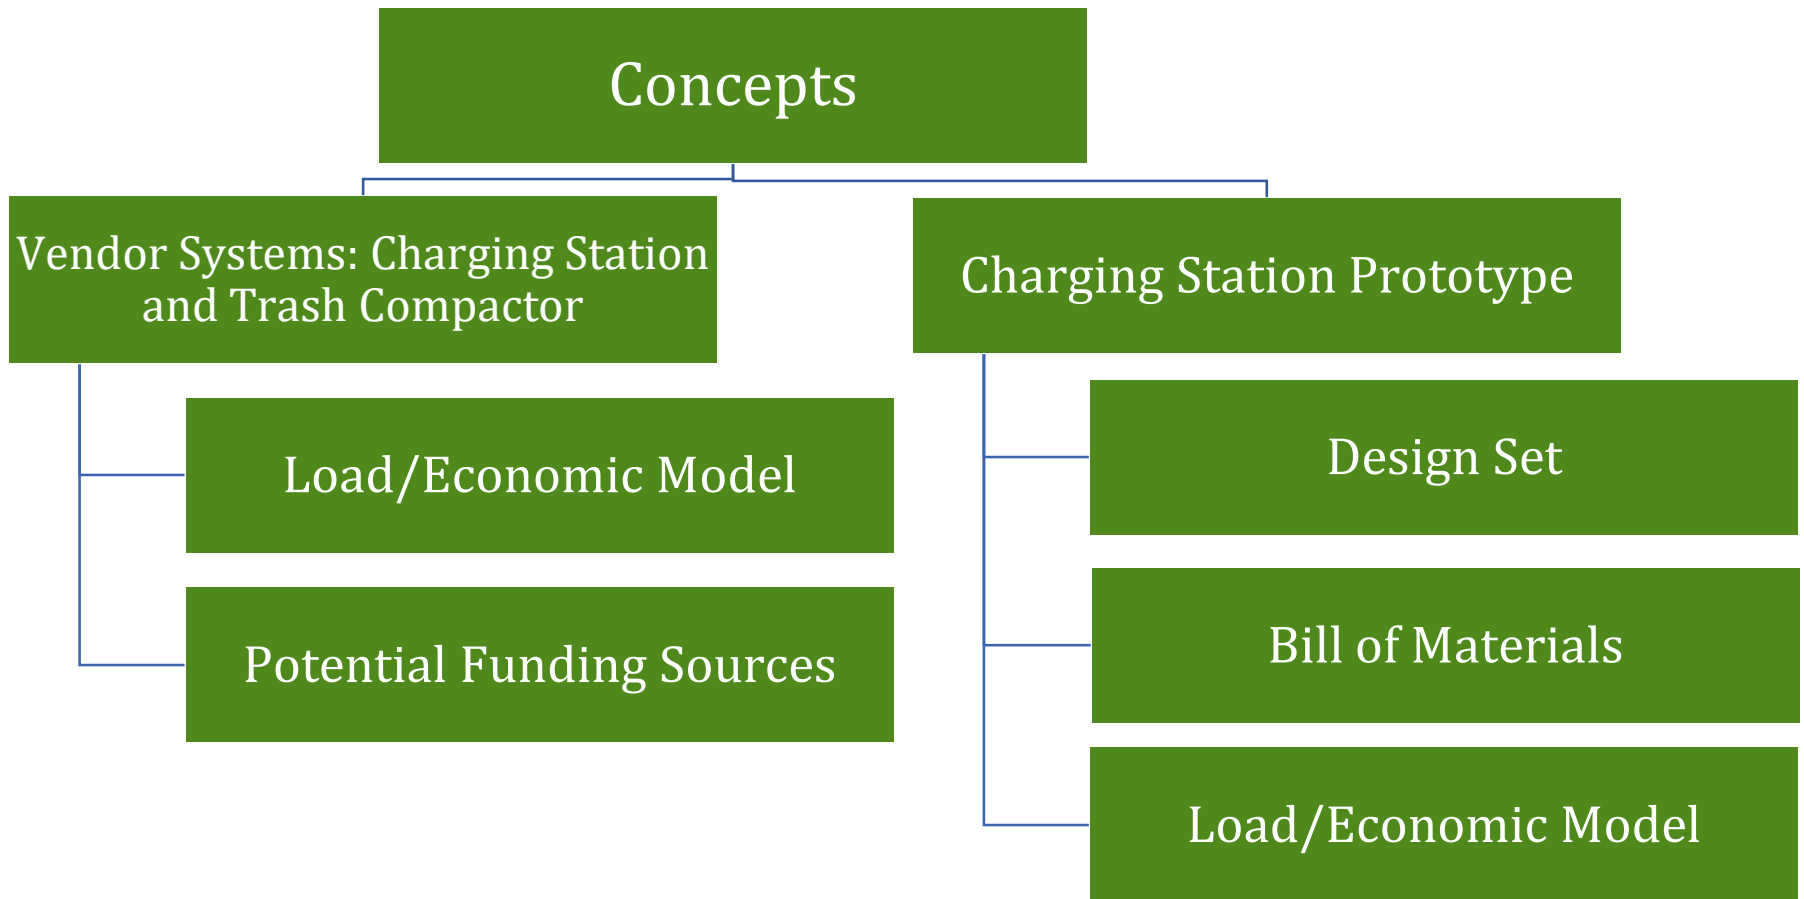 Concepts
Vendor Systems: Charging Station
and Trash Compactor
Load/Economic Model
Potential Funding Sources
Charging Station Prototype
Design Set
Bill of Materials
Load/Economic Model